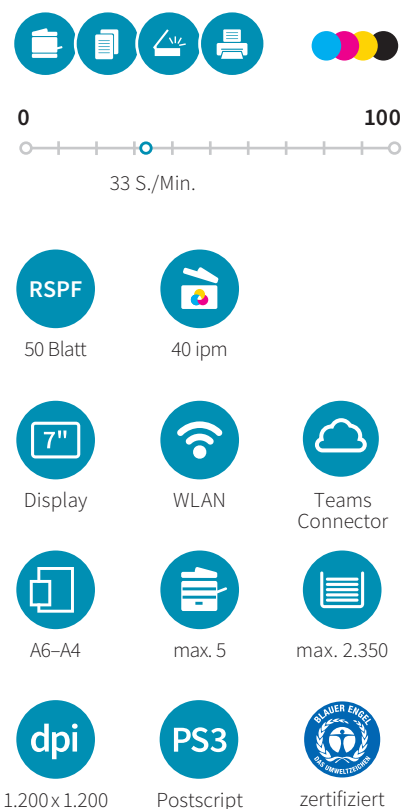 0 100
33 S./Min.
RSPF
50 Blatt 40 ipm
7"
Display WLAN Teams
Connector
A6–A4 max. 5 max. 2.350
dpi PS3 BLAUER ENGEL
DAS UMWELTZEICHEN
1.200 x 1.200 Postscript zertifiziert